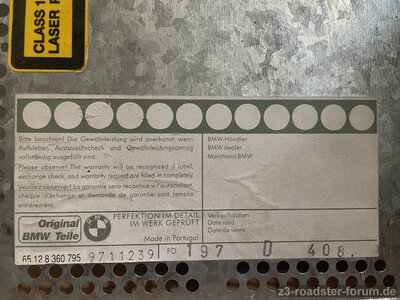 CLASS 1
LASER P
Bitte beachten! Die Gewährleistung wird anerkannt, wenn
Aufkleber, Austauschscheck und Gewährleistungsantrag
vollständig ausgefüllt sind.
Please observe! The warranty will be recognized if label,
exchange check, and warranty request are filled in completely.
Veuillez observer! La garantie sera reconnue si l'autocollant,
chèque d'échange et la demande de garantie sont dûment
remplis.
BMW-Händler
BMW dealer
Marchand BMW
Original
BMW Teile
PERFEKTION IM DETAIL
IM WERK GEPRÜFT
Made in Portugal
Verkaufsdatum
Date sold
Date de vente
65 12 8 360 795 9711239 FD 197 0 408.
z3-roadster-forum.de